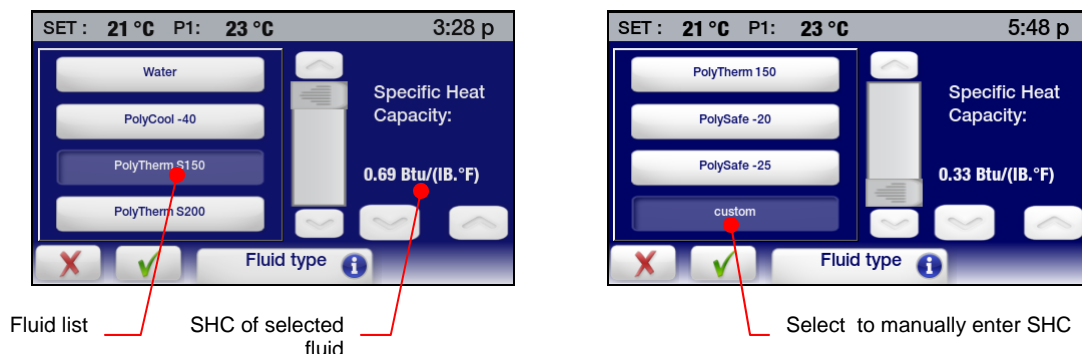 SET : 21 °C P1: 23 °C 3:28 p
Water
PolyCool -40
PolyTherm S150
PolyTherm S200
Specific Heat
Capacity:
0.69 Btu/(IB.°F)
Fluid type i
Fluid list
SHC of selected
fluid
SET : 21 °C P1: 23 °C 5:48 p
PolyTherm 150
PolySafe -20
PolySafe -25
custom
Specific Heat
Capacity:
0.33 Btu/(IB.°F)
Fluid type i
Select to manually enter SHC